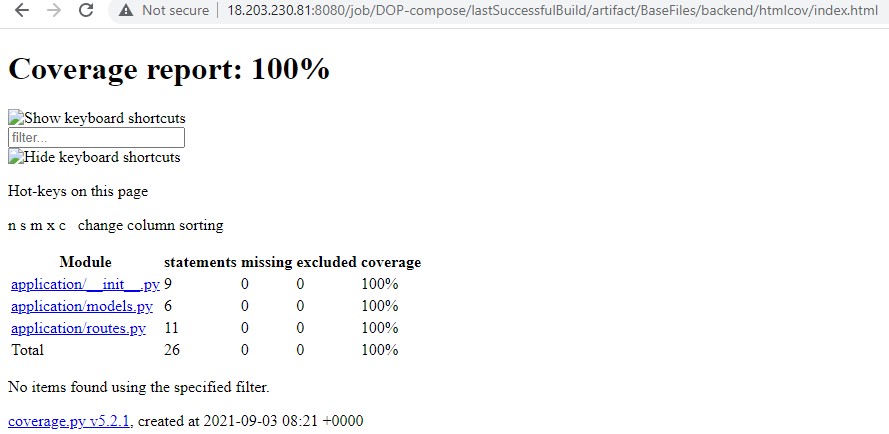 Not secure 18.203.230.81:8080/job/DOP-compose/lastSuccessfulBuild/artifact/BaseFiles/backend/htmlcov/index.html
Coverage report: 100%
Show keyboard shortcuts
filter...
Hide keyboard shortcuts
Hot-keys on this page
n s m x c change column sorting
Module statements missing excluded coverage
application/__init__.py 9 0 0 100%
application/models.py 6 0 0 100%
application/routes.py 11 0 0 100%
Total 26 0 0 100%
No items found using the specified filter.
coverage.py v5.2.1, created at 2021-09-03 08:21 +0000